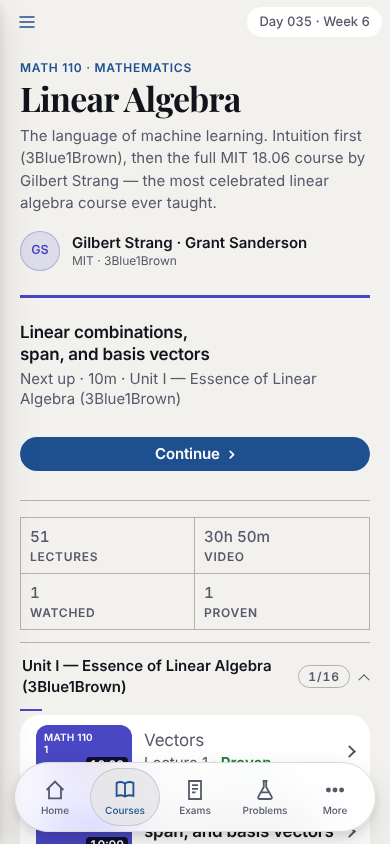 Day 035 · Week 6
MATH 110 · MATHEMATICS
Linear Algebra
The language of machine learning. Intuition first
(3Blue1Brown), then the full MIT 18.06 course by
Gilbert Strang — the most celebrated linear
algebra course ever taught.
GS
Gilbert Strang · Grant Sanderson
MIT · 3Blue1Brown
Linear combinations,
span, and basis vectors
Next up · 10m · Unit I — Essence of Linear
Algebra (3Blue1Brown)
Continue
51
LECTURES
30h 50m
VIDEO
1
WATCHED
1
PROVEN
Unit I — Essence of Linear Algebra
(3Blue1Brown)
1/16
MATH 110
1
Vectors
Lecture 1 · Proven
Home
Courses
Exams
Problems
More
span, and basis vectors